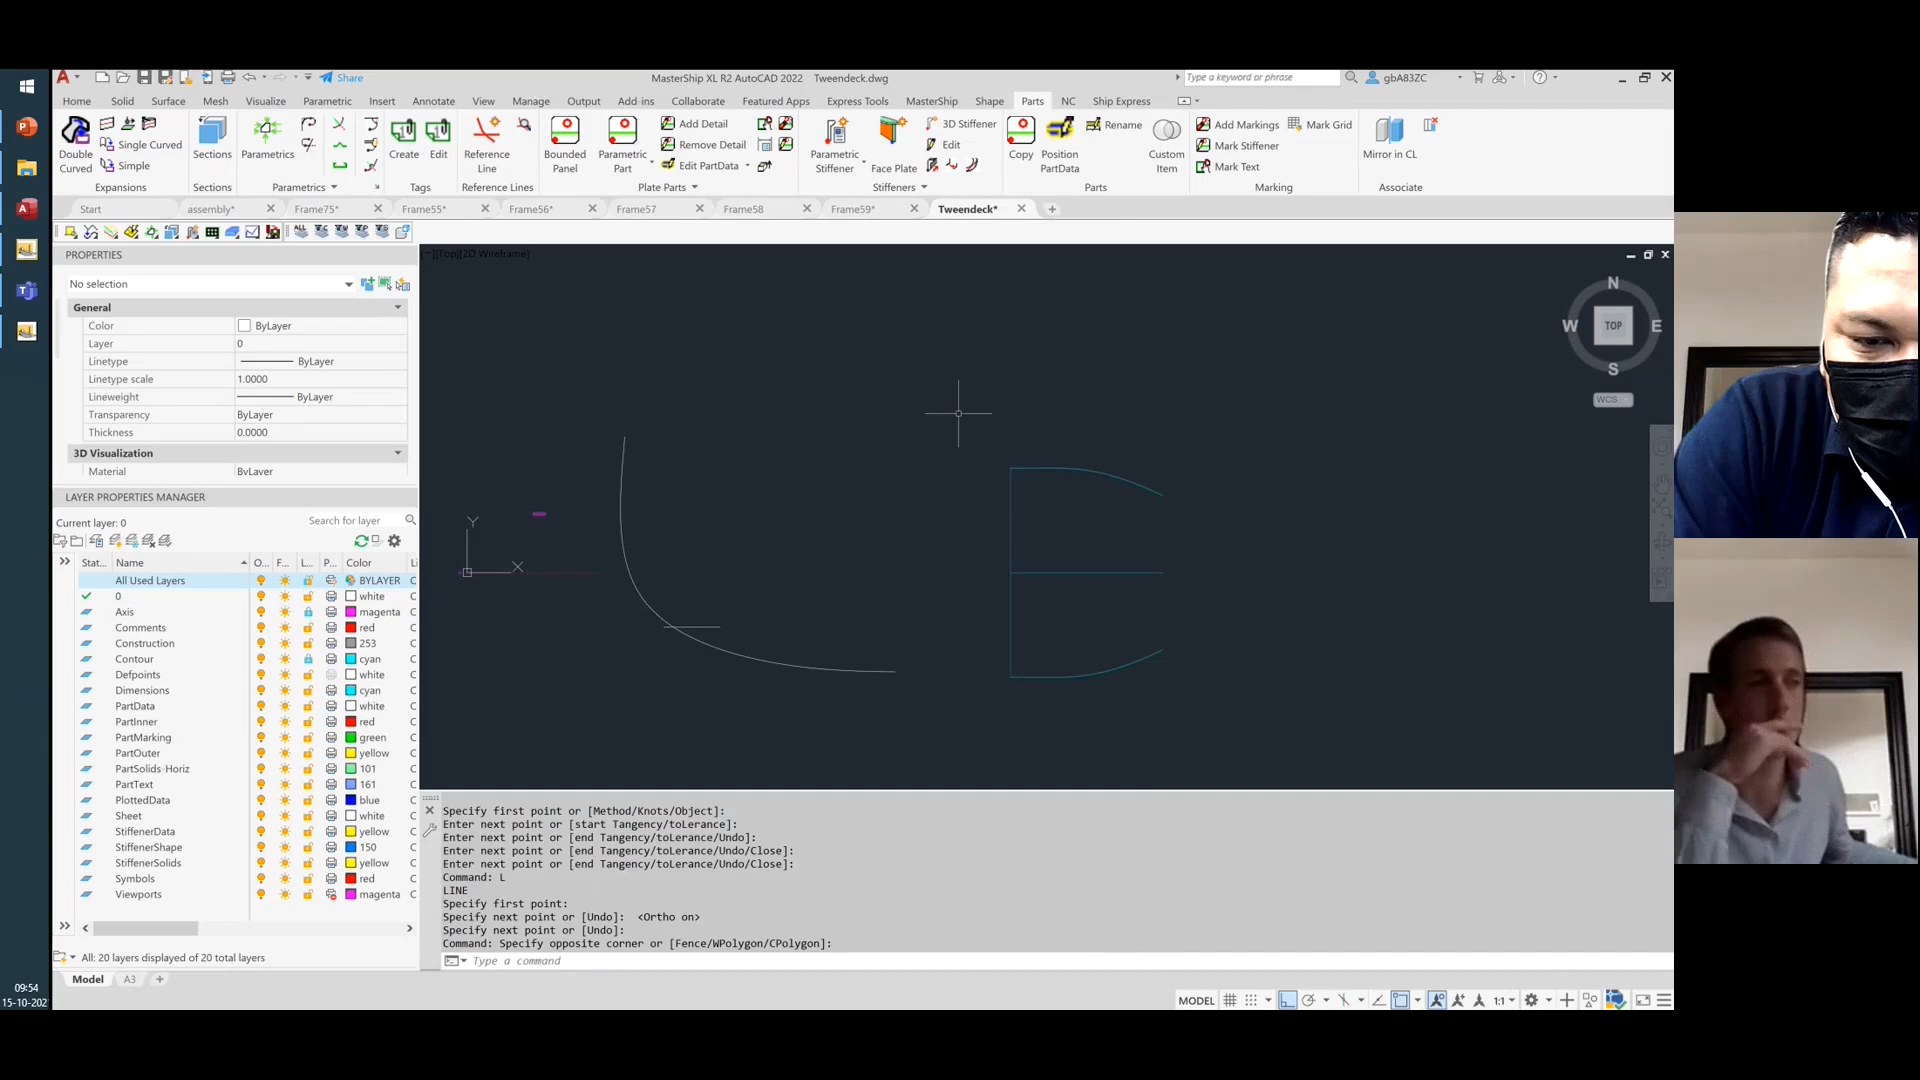 Share
MasterShip XL R2 AutoCAD 2022 Tweendeck.dwg
Type a keyword or phrase
gbA83ZC
Home Solid Surface Mesh Visualize Parametric Insert Annotate View Manage Output Add-ins Collaborate Featured Apps Express Tools MasterShip Shape Parts NC Ship Express
Double Curved
Single Curved
Simple
Expansions
Sections
Sections
Parametrics
Parametrics
Create
Edit
Tags
Reference Line
Reference Lines
Bounded Panel
Parametric Part
Add Detail
Remove Detail
Edit PartData
Plate Parts
Parametric Stiffener
Face Plate
3D Stiffener
Edit
Stiffeners
Copy
Position PartData
Rename
Custom Item
Parts
Add Markings
Mark Grid
Mark Stiffener
Mark Text
Marking
Mirror in CL
Associate
Start assembly* Frame75* Frame55* Frame56* Frame57 Frame58 Frame59* Tweendeck*
PROPERTIES
No selection
General
Color ByLayer
Layer 0
Linetype ByLayer
Linetype scale 1.0000
Lineweight ByLayer
Transparency ByLayer
Thickness 0.0000
3D Visualization
Material ByLayer
LAYER PROPERTIES MANAGER
Current layer: 0
Search for layer
Stat... Name O... F... L... P... Color Li
All Used Layers BYLAYER
0 white C
Axis magenta C
Comments red C
Construction 253 C
Contour cyan C
Defpoints white C
Dimensions cyan C
PartData white C
PartInner red C
PartMarking green C
PartOuter yellow C
PartSolids-Horiz 101 C
PartText 161 C
PlottedData blue C
Sheet white C
StiffenerData yellow C
StiffenerShape 150 C
StiffenerSolids yellow C
Symbols red C
Viewports magenta C
All: 20 layers displayed of 20 total layers
Model A3
[−][Top][2D Wireframe]
N
W TOP E
S
WCS
Y
X
Specify first point or [Method/Knots/Object]:
Enter next point or [start Tangency/toLerance]:
Enter next point or [end Tangency/toLerance/Undo]:
Enter next point or [end Tangency/toLerance/Undo/Close]:
Enter next point or [end Tangency/toLerance/Undo/Close]:
Command: L
LINE
Specify first point:
Specify next point or [Undo]:  <Ortho on>
Specify next point or [Undo]:
Command: Specify opposite corner or [Fence/WPolygon/CPolygon]:
Type a command
MODEL
1:1
09:54
15-10-202